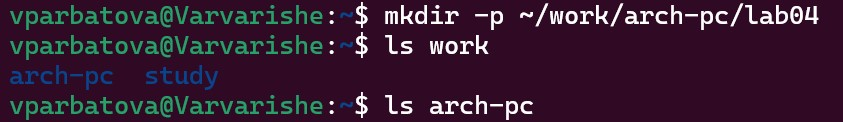 vparbatova@Varvarishe:~$ mkdir -p ~/work/arch-pc/lab04
vparbatova@Varvarishe:~$ ls work
arch-pc  study
vparbatova@Varvarishe:~$ ls arch-pc